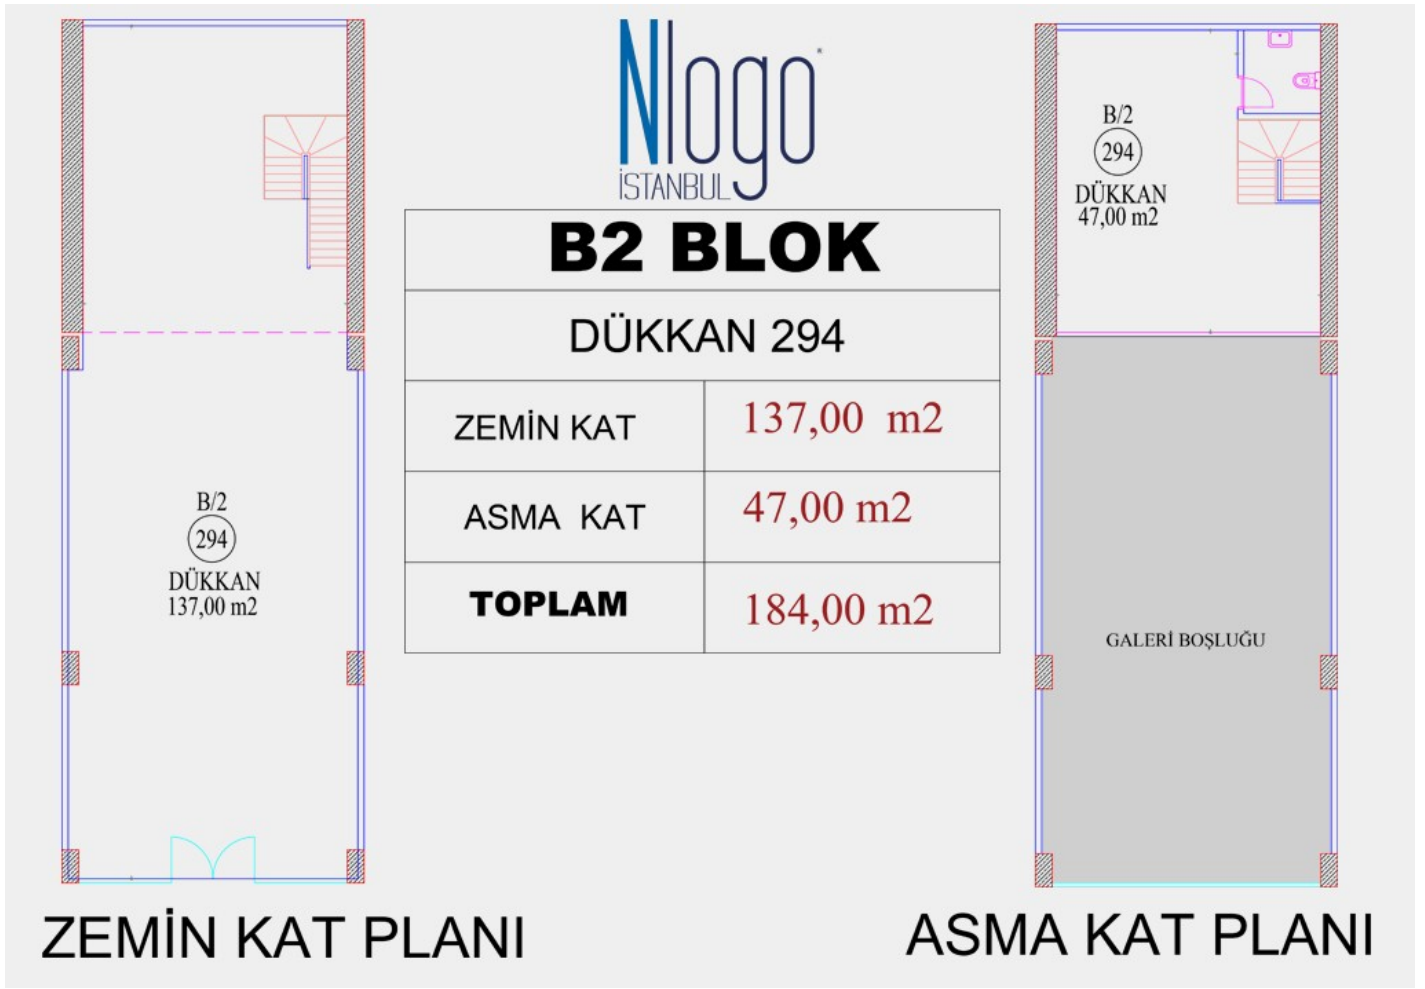 Nlogo
İSTANBUL
B2 BLOK
DÜKKAN 294
ZEMİN KAT 137,00 m2
ASMA KAT 47,00 m2
TOPLAM 184,00 m2
B/2
294
DÜKKAN
137,00 m2
ZEMİN KAT PLANI
B/2
294
DÜKKAN
47,00 m2
GALERİ BOŞLUĞU
ASMA KAT PLANI